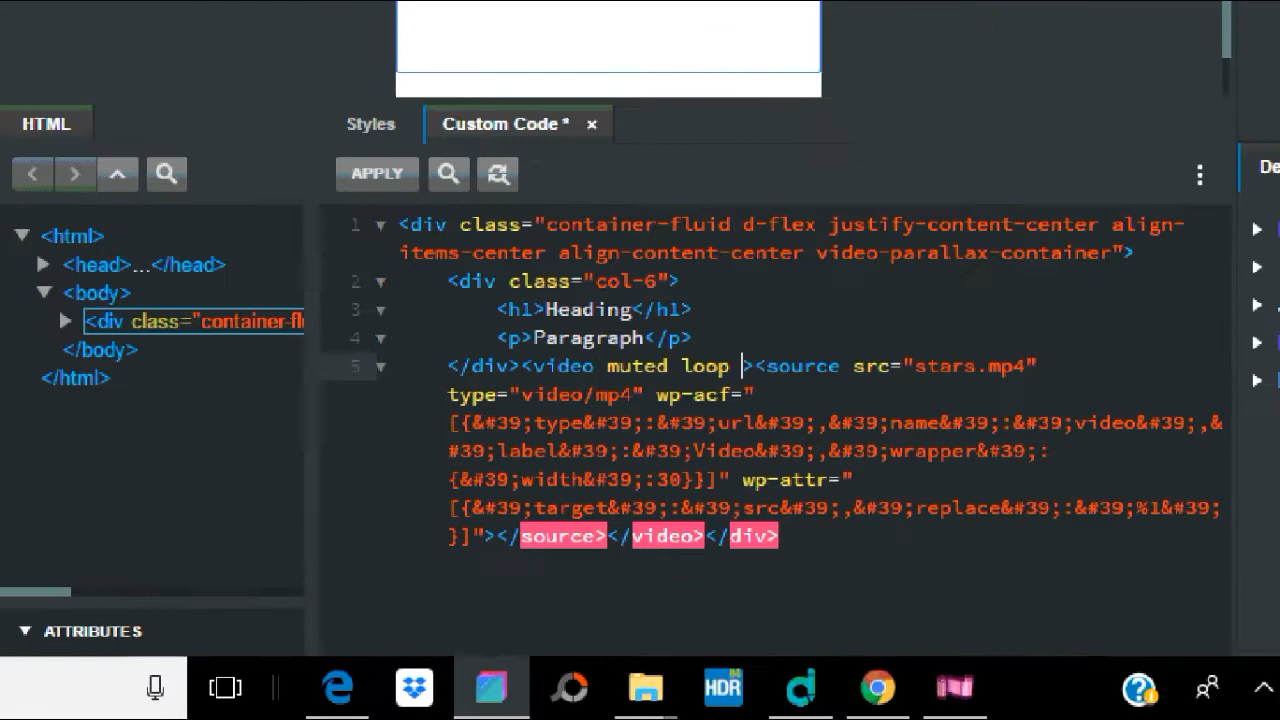 HTML
Styles
Custom Code * ×
APPLY
De
<html>
<head>...</head>
<body>
<div class="container-fl
</body>
</html>
ATTRIBUTES
1 <div class="container-fluid d-flex justify-content-center align-
items-center align-content-center video-parallax-container">
2 <div class="col-6">
3 <h1>Heading</h1>
4 <p>Paragraph</p>
5 </div><video muted loop ><source src="stars.mp4"
type="video/mp4" wp-acf="
[{&#39;type&#39;:&#39;url&#39;,&#39;name&#39;:&#39;video&#39;,&
#39;label&#39;:&#39;Video&#39;,&#39;wrapper&#39;:
{&#39;width&#39;:30}}]" wp-attr="
[{&#39;target&#39;:&#39;src&#39;,&#39;replace&#39;:&#39;%1&#39;
}]"></source></video></div>
HDR